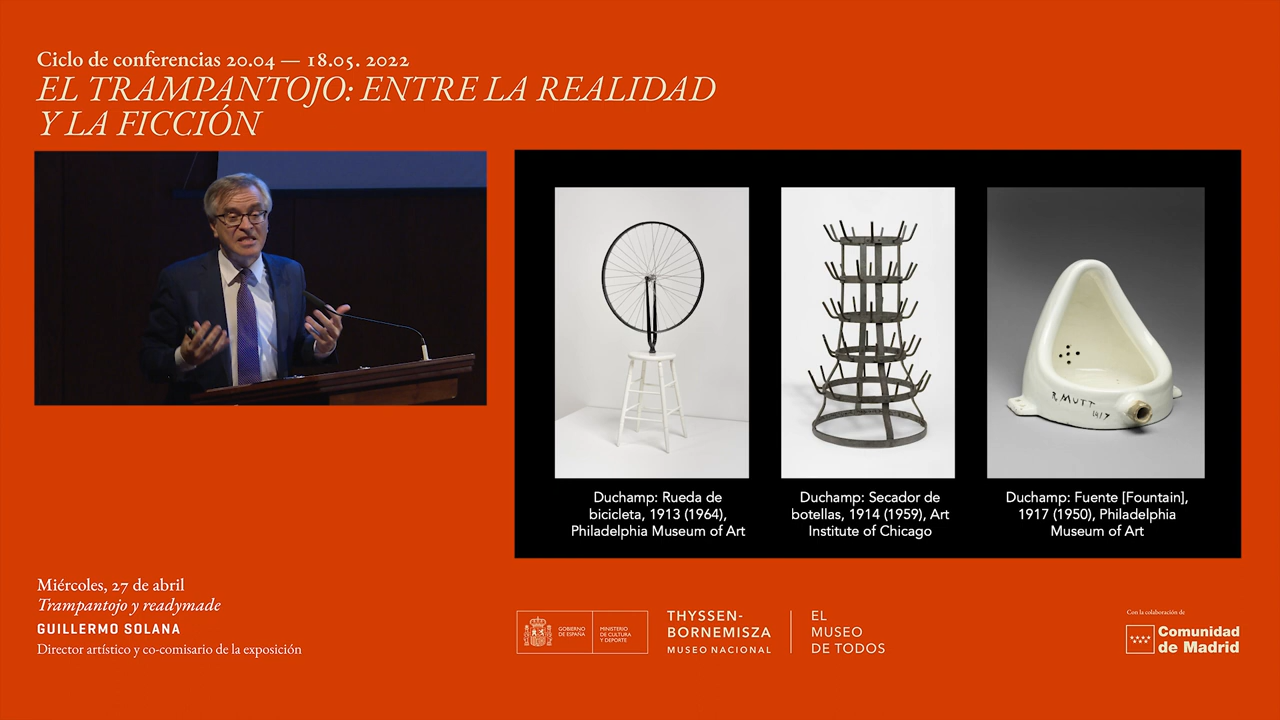 Ciclo de conferencias 20.04 — 18.05. 2022
EL TRAMPANTOJO: ENTRE LA REALIDAD
Y LA FICCIÓN
R. MUTT
1917
Duchamp: Rueda de
bicicleta, 1913 (1964),
Philadelphia Museum of Art
Duchamp: Secador de
botellas, 1914 (1959), Art
Institute of Chicago
Duchamp: Fuente [Fountain],
1917 (1950), Philadelphia
Museum of Art
Miércoles, 27 de abril
Trampantojo y readymade
GUILLERMO SOLANA
Director artístico y co-comisario de la exposición
GOBIERNO
DE ESPAÑA
MINISTERIO
DE CULTURA
Y DEPORTE
THYSSEN-
BORNEMISZA
MUSEO NACIONAL
EL
MUSEO
DE TODOS
Con la colaboración de
Comunidad
de Madrid